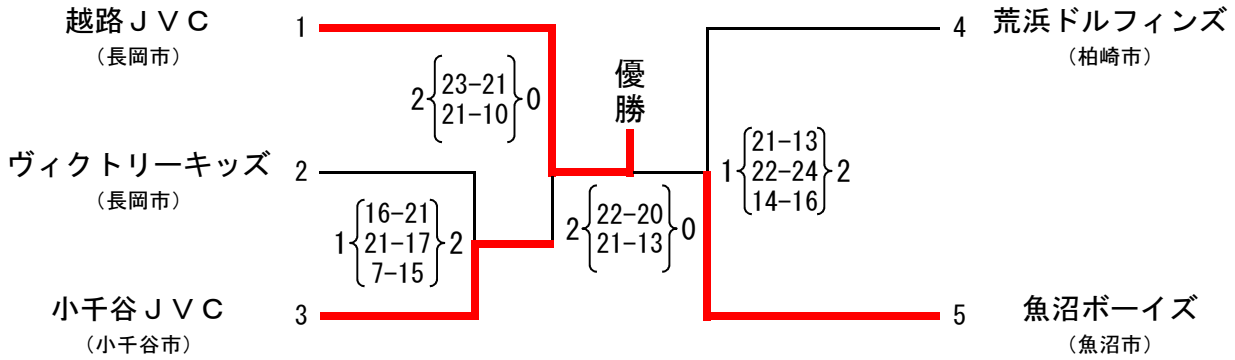 越路ＪＶＣ 1
（長岡市）
2 23-21 0
21-10
ヴィクトリーキッズ 2
（長岡市）
1 16-21 2
21-17
7-15
小千谷ＪＶＣ 3
（小千谷市）
優勝
2 22-20 0
21-13
4 荒浜ドルフィンズ
（柏崎市）
1 21-13 2
22-24
14-16
5 魚沼ボーイズ
（魚沼市）